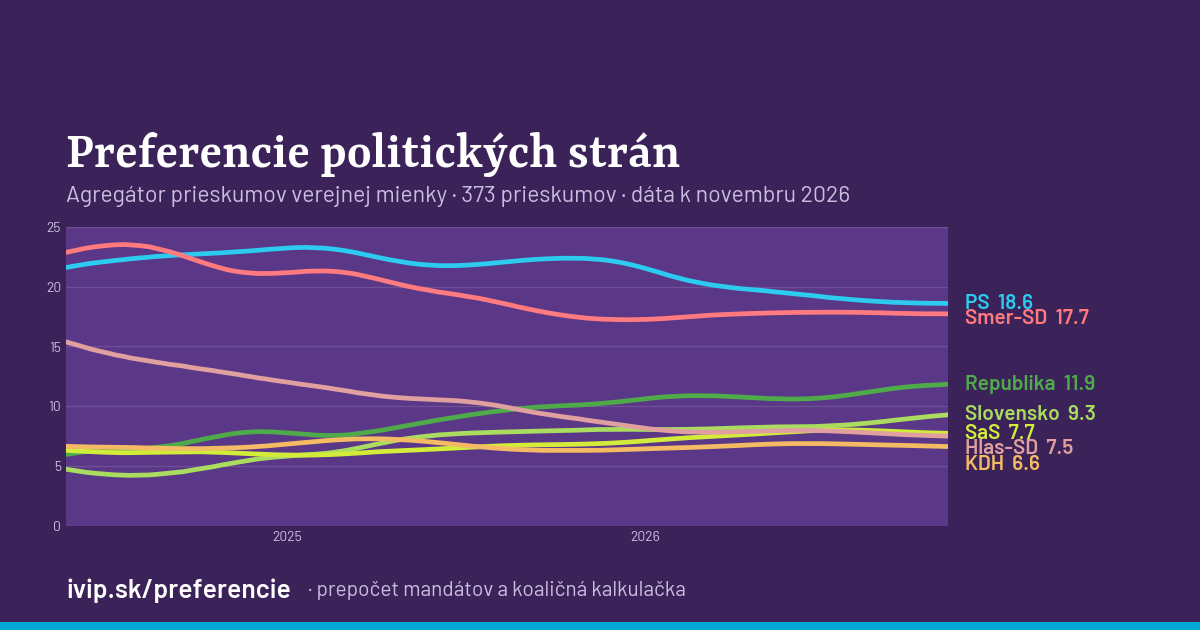 Preferencie politických strán
Agregátor prieskumov verejnej mienky · 373 prieskumov · dáta k novembru 2026
25
20
15
10
5
0
2025
2026
PS 18.6
Smer-SD 17.7
Republika 11.9
Slovensko 9.3
SaS 7.7
Hlas-SD 7.5
KDH 6.6
ivip.sk/preferencie · prepočet mandátov a koaličná kalkulačka